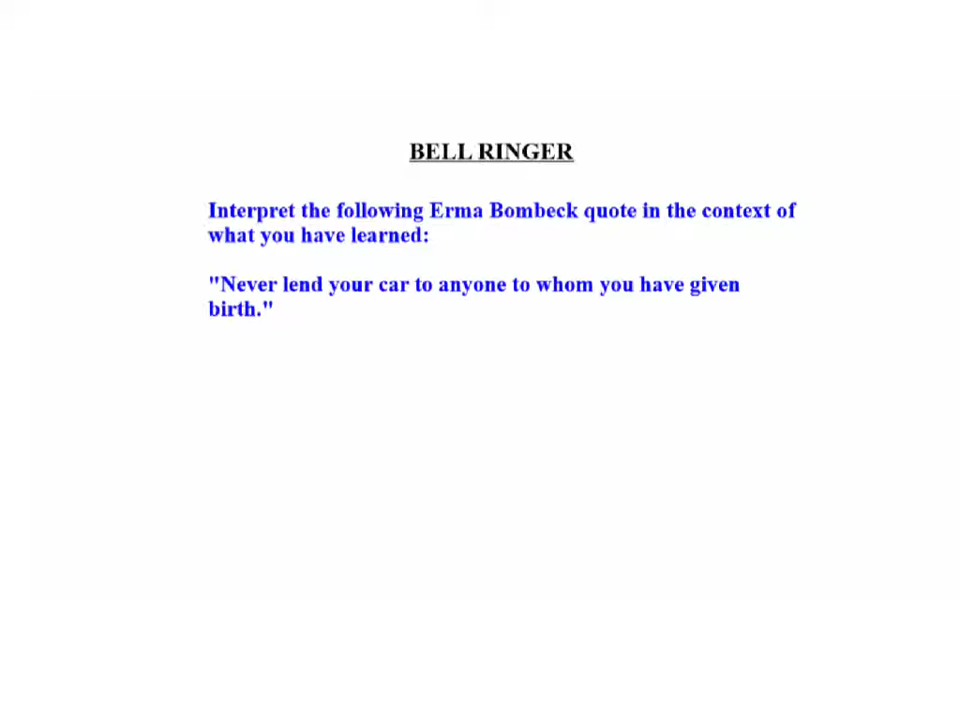 BELL RINGER
Interpret the following Erma Bombeck quote in the context of
what you have learned:
"Never lend your car to anyone to whom you have given
birth."